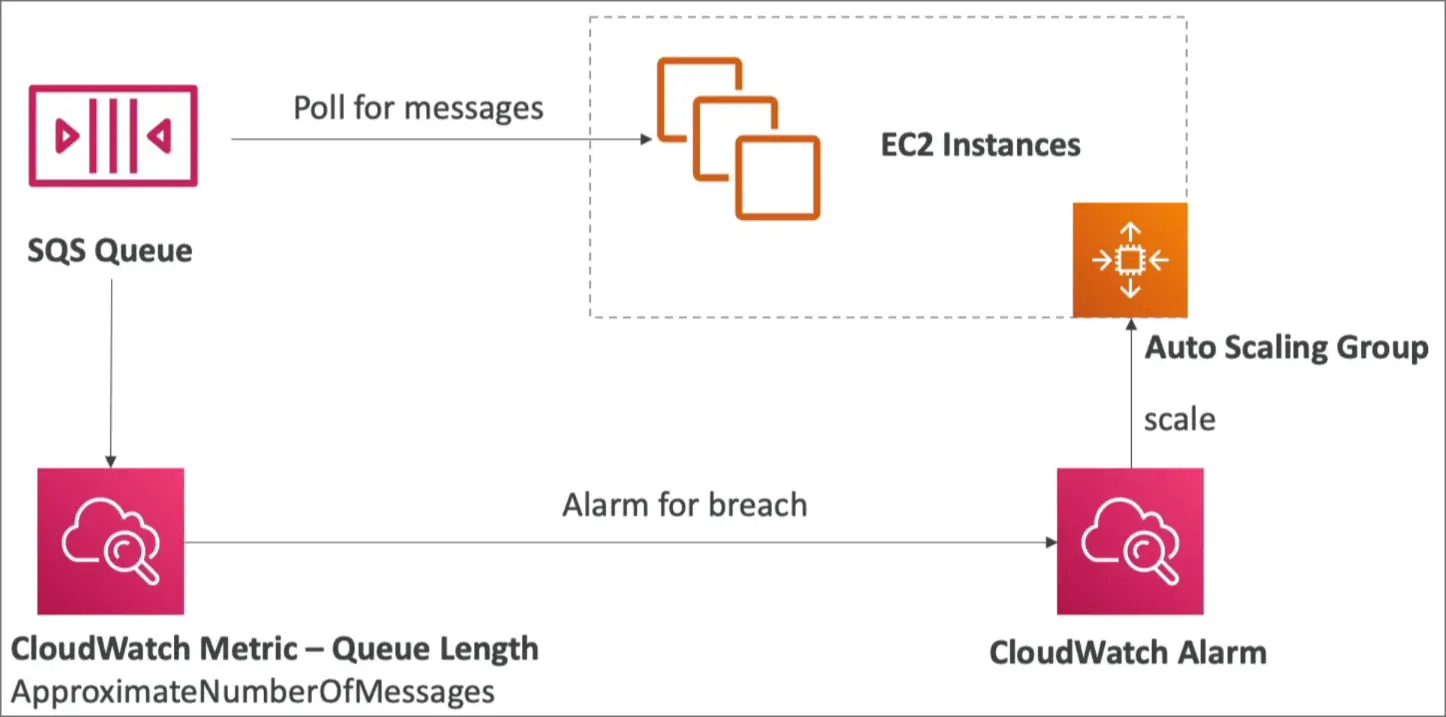 Poll for messages
EC2 Instances
SQS Queue
Auto Scaling Group
scale
Alarm for breach
CloudWatch Metric – Queue Length
ApproximateNumberOfMessages
CloudWatch Alarm